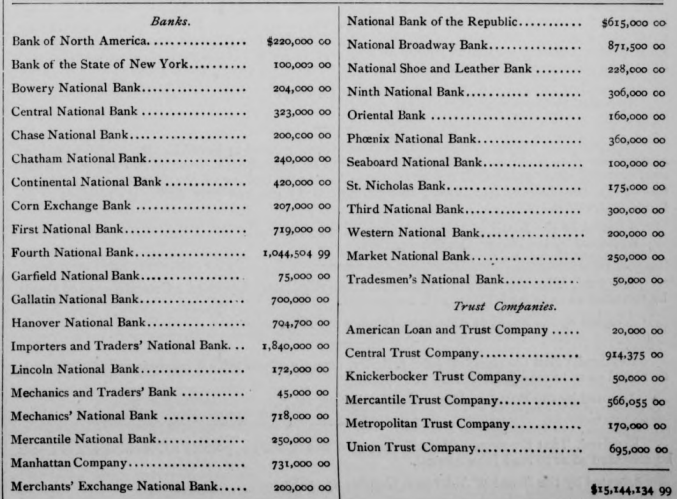 Banks.
Bank of North America................. $220,000 00
Bank of the State of New York.......... 100,000 00
Bowery National Bank.................. 204,000 00
Central National Bank.................. 323,000 00
Chase National Bank.................... 200,000 00
Chatham National Bank................. 240,000 00
Continental National Bank .............. 420,000 00
Corn Exchange Bank ................... 207,000 00
First National Bank..................... 719,000 00
Fourth National Bank.................. 1,044,504 99
Garfield National Bank.................. 75,000 00
Gallatin National Bank.................. 700,000 00
Hanover National Bank................. 704,700 00
Importers and Traders' National Bank... 1,840,000 00
Lincoln National Bank.................. 172,000 00
Mechanics and Traders' Bank ........... 45,000 00
Mechanics' National Bank .............. 718,000 00
Mercantile National Bank............... 250,000 00
Manhattan Company.................... 731,000 00
Merchants' Exchange National Bank..... 200,000 00
National Bank of the Republic........... $615,000 00
National Broadway Bank................ 871,500 00
National Shoe and Leather Bank ........ 228,000 00
Ninth National Bank.......... ........ 306,000 00
Oriental Bank ......................... 160,000 00
Phœnix National Bank.................. 360,000 00
Seaboard National Bank................. 100,000 00
St. Nicholas Bank....................... 175,000 00
Third National Bank.................... 300,000 00
Western National Bank................. 200,000 00
Market National Bank.................. 250,000 00
Tradesmen's National Bank............. 50,000 00
Trust Companies.
American Loan and Trust Company ..... 20,000 00
Central Trust Company................. 914,375 00
Knickerbocker Trust Company.......... 50,000 00
Mercantile Trust Company.............. 566,055 00
Metropolitan Trust Company............ 170,000 00
Union Trust Company.................. 695,000 00
$15,144,134 99